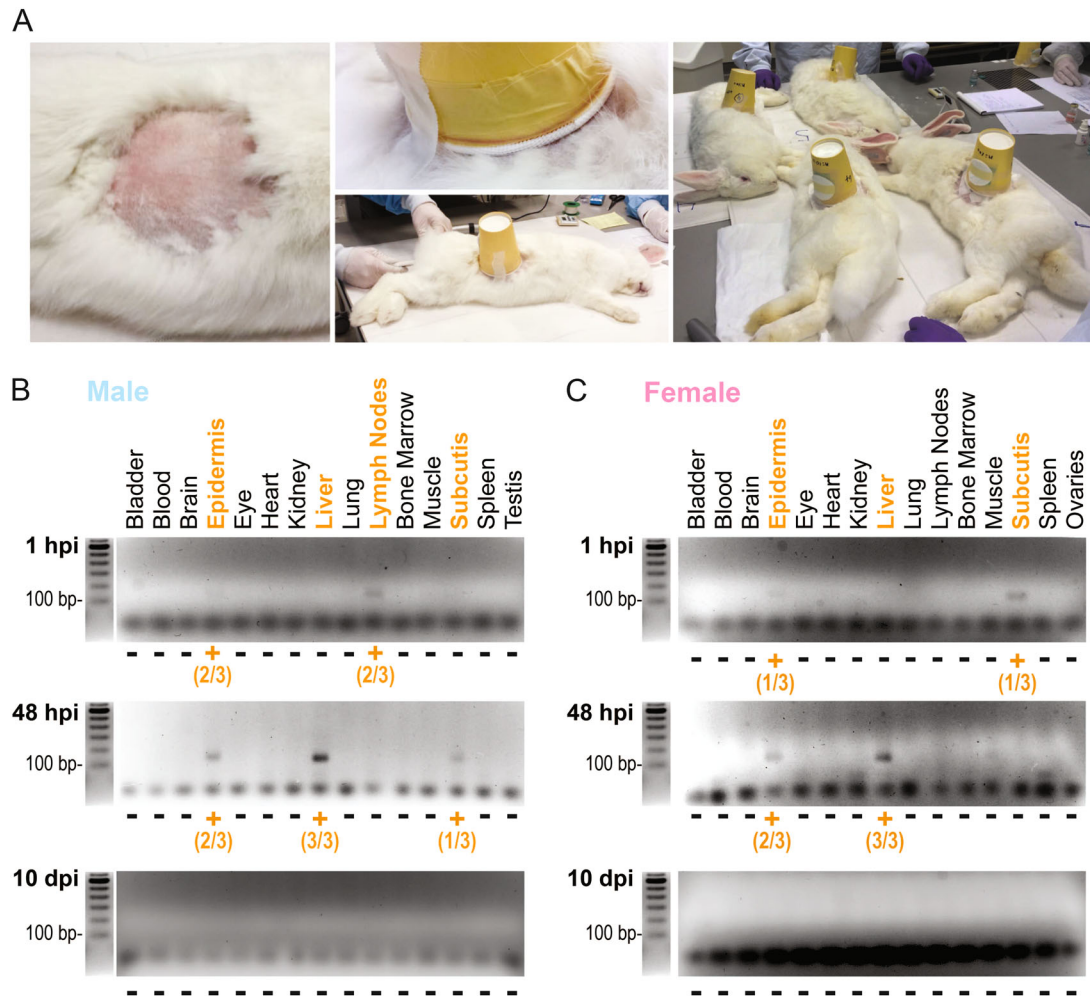 A
B
Male
Bladder
Blood
Brain
Epidermis
Eye
Heart
Kidney
Liver
Lung
Lymph Nodes
Bone Marrow
Muscle
Subcutis
Spleen
Testis
1 hpi
100 bp-
- - - + - - - - - + - - - - -
(2/3) (2/3)
48 hpi
100 bp-
- - - + - - - + - - - - + - -
(2/3) (3/3) (1/3)
10 dpi
100 bp-
- - - - - - - - - - - - - - -
C
Female
Bladder
Blood
Brain
Epidermis
Eye
Heart
Kidney
Liver
Lung
Lymph Nodes
Bone Marrow
Muscle
Subcutis
Spleen
Ovaries
1 hpi
100 bp-
- - - + - - - - - - - - + - -
(1/3) (1/3)
48 hpi
100 bp-
- - - + - - - + - - - - - - -
(2/3) (3/3)
10 dpi
100 bp-
- - - - - - - - - - - - - - -